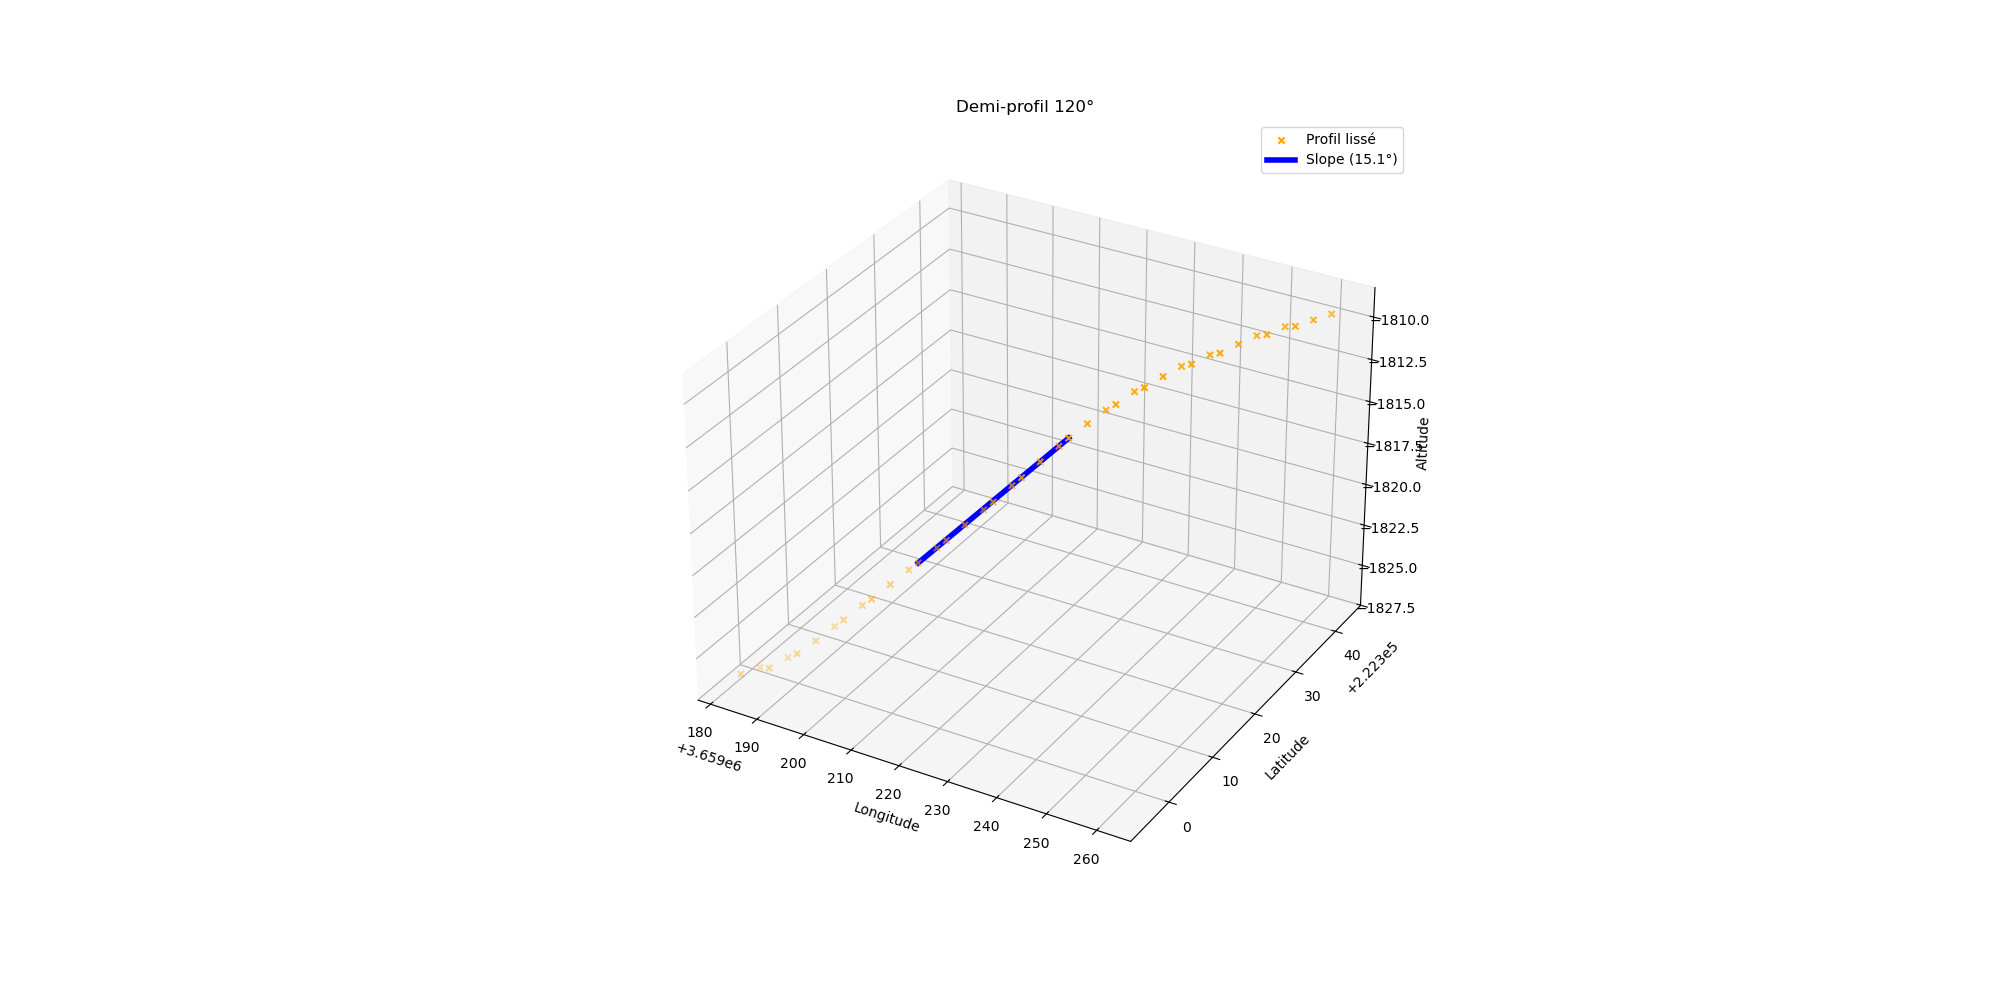 Demi-profil 120°
Profil lissé
Slope (15.1°)
−1810.0
−1812.5
−1815.0
−1817.5
Altitude
−1820.0
−1822.5
−1825.0
−1827.5
40
+2.223e5
30
20
Latitude
10
0
180
+3.659e6
190
200
210
220
Longitude
230
240
250
260